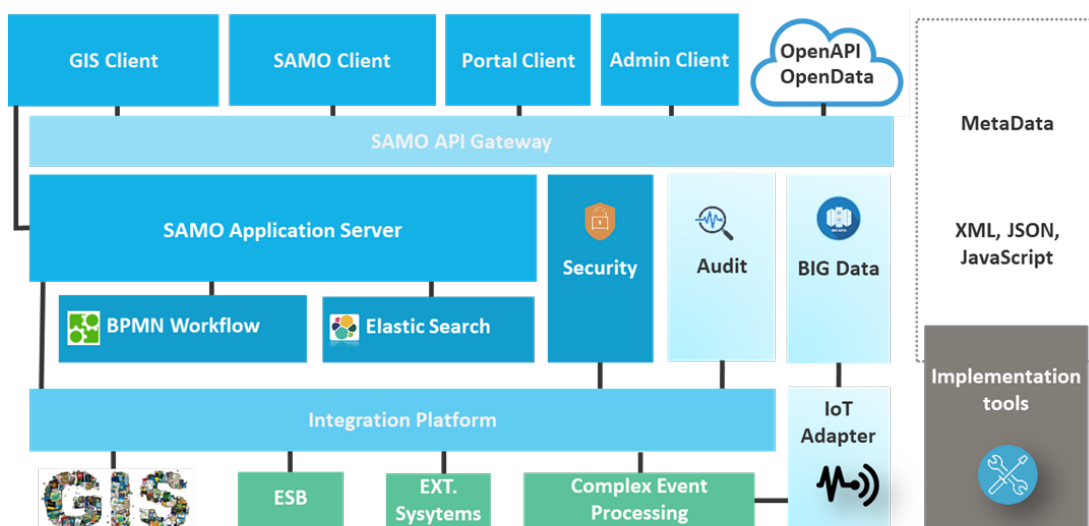 GIS Client
SAMO Client
Portal Client
Admin Client
OpenAPI
OpenData
SAMO API Gateway
MetaData
XML, JSON,
JavaScript
SAMO Application Server
Security
Audit
BIG Data
BPMN Workflow
Elastic Search
Implementation
tools
Integration Platform
IoT
Adapter
GIS
ESB
EXT.
Sysytems
Complex Event
Processing